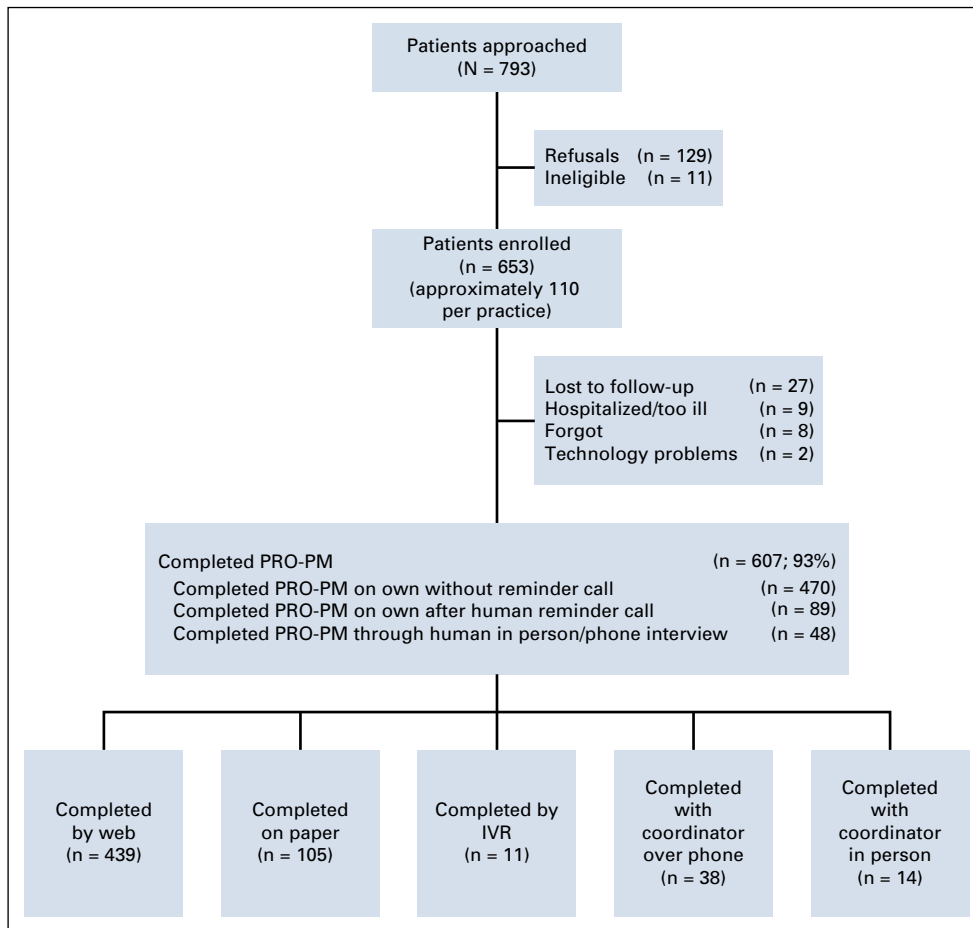 Patients approached
(N = 793)
Refusals (n = 129)
Ineligible (n = 11)
Patients enrolled
(n = 653)
(approximately 110
per practice)
Lost to follow-up (n = 27)
Hospitalized/too ill (n = 9)
Forgot (n = 8)
Technology problems (n = 2)
Completed PRO-PM (n = 607; 93%)
Completed PRO-PM on own without reminder call (n = 470)
Completed PRO-PM on own after human reminder call (n = 89)
Completed PRO-PM through human in person/phone interview (n = 48)
Completed
by web
(n = 439)
Completed
on paper
(n = 105)
Completed by
IVR
(n = 11)
Completed
with
coordinator
over phone
(n = 38)
Completed
with
coordinator
in person
(n = 14)